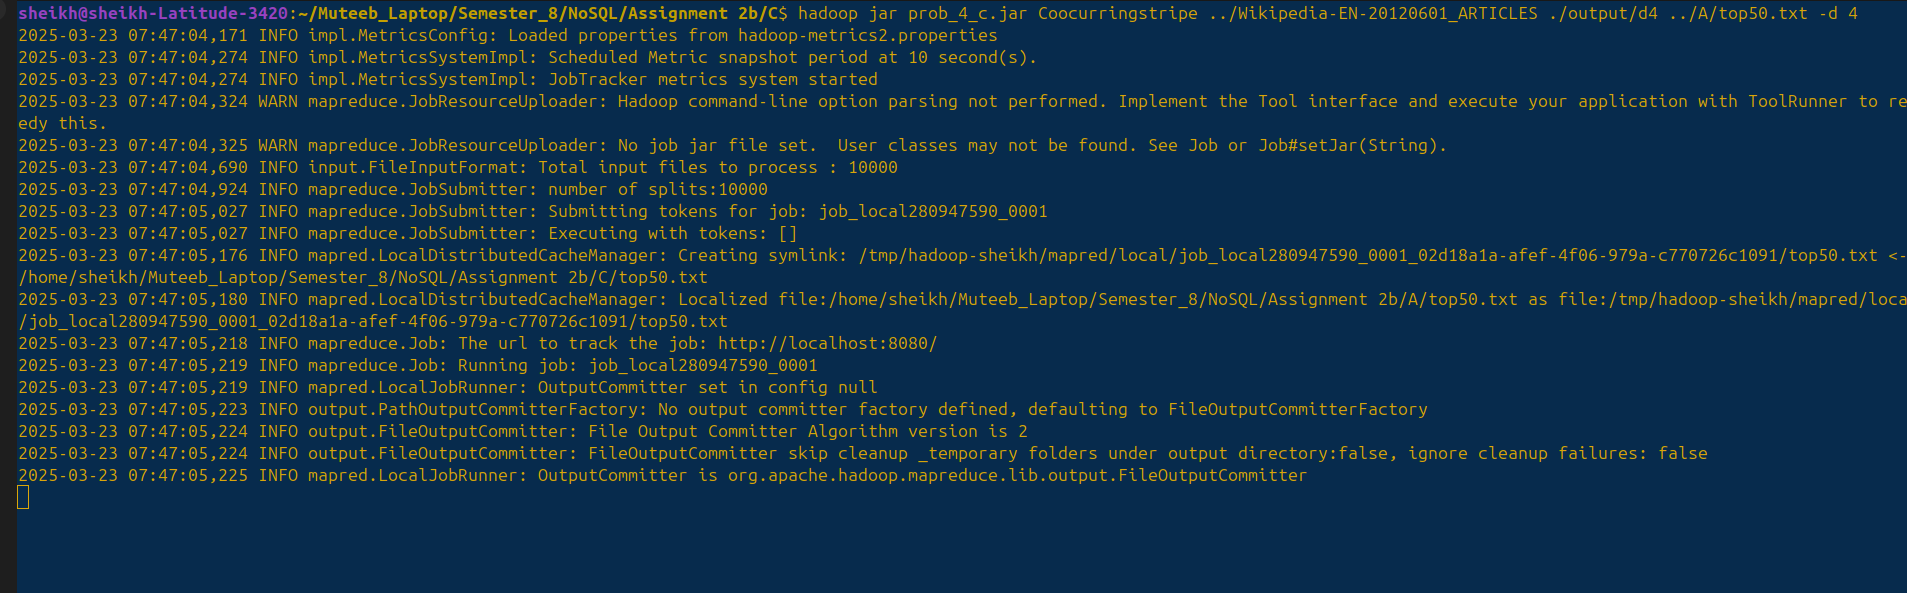 sheikh@sheikh-Latitude-3420:~/Muteeb_Laptop/Semester_8/NoSQL/Assignment 2b/C$ hadoop jar prob_4_c.jar Coocurringstripe ../Wikipedia-EN-20120601_ARTICLES ./output/d4 ../A/top50.txt -d 4
2025-03-23 07:47:04,171 INFO impl.MetricsConfig: Loaded properties from hadoop-metrics2.properties
2025-03-23 07:47:04,274 INFO impl.MetricsSystemImpl: Scheduled Metric snapshot period at 10 second(s).
2025-03-23 07:47:04,274 INFO impl.MetricsSystemImpl: JobTracker metrics system started
2025-03-23 07:47:04,324 WARN mapreduce.JobResourceUploader: Hadoop command-line option parsing not performed. Implement the Tool interface and execute your application with ToolRunner to re
edy this.
2025-03-23 07:47:04,325 WARN mapreduce.JobResourceUploader: No job jar file set.  User classes may not be found. See Job or Job#setJar(String).
2025-03-23 07:47:04,690 INFO input.FileInputFormat: Total input files to process : 10000
2025-03-23 07:47:04,924 INFO mapreduce.JobSubmitter: number of splits:10000
2025-03-23 07:47:05,027 INFO mapreduce.JobSubmitter: Submitting tokens for job: job_local280947590_0001
2025-03-23 07:47:05,027 INFO mapreduce.JobSubmitter: Executing with tokens: []
2025-03-23 07:47:05,176 INFO mapred.LocalDistributedCacheManager: Creating symlink: /tmp/hadoop-sheikh/mapred/local/job_local280947590_0001_02d18a1a-afef-4f06-979a-c770726c1091/top50.txt <-
/home/sheikh/Muteeb_Laptop/Semester_8/NoSQL/Assignment 2b/C/top50.txt
2025-03-23 07:47:05,180 INFO mapred.LocalDistributedCacheManager: Localized file:/home/sheikh/Muteeb_Laptop/Semester_8/NoSQL/Assignment 2b/A/top50.txt as file:/tmp/hadoop-sheikh/mapred/loca
/job_local280947590_0001_02d18a1a-afef-4f06-979a-c770726c1091/top50.txt
2025-03-23 07:47:05,218 INFO mapreduce.Job: The url to track the job: http://localhost:8080/
2025-03-23 07:47:05,219 INFO mapreduce.Job: Running job: job_local280947590_0001
2025-03-23 07:47:05,219 INFO mapred.LocalJobRunner: OutputCommitter set in config null
2025-03-23 07:47:05,223 INFO output.PathOutputCommitterFactory: No output committer factory defined, defaulting to FileOutputCommitterFactory
2025-03-23 07:47:05,224 INFO output.FileOutputCommitter: File Output Committer Algorithm version is 2
2025-03-23 07:47:05,224 INFO output.FileOutputCommitter: FileOutputCommitter skip cleanup _temporary folders under output directory:false, ignore cleanup failures: false
2025-03-23 07:47:05,225 INFO mapred.LocalJobRunner: OutputCommitter is org.apache.hadoop.mapreduce.lib.output.FileOutputCommitter